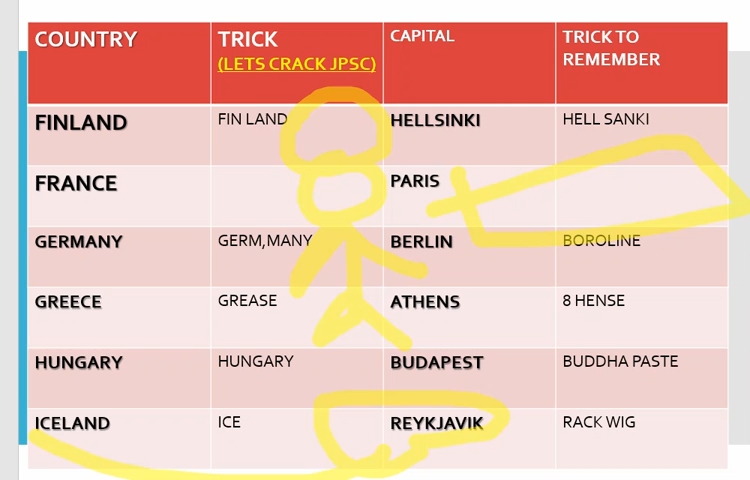 COUNTRY TRICK CAPITAL TRICK TO
(LETS CRACK JPSC) REMEMBER
FINLAND FIN LAND HELLSINKI HELL SANKI
FRANCE PARIS
GERMANY GERM,MANY BERLIN BOROLINE
GREECE GREASE ATHENS 8 HENSE
HUNGARY HUNGARY BUDAPEST BUDDHA PASTE
ICELAND ICE REYKJAVIK RACK WIG